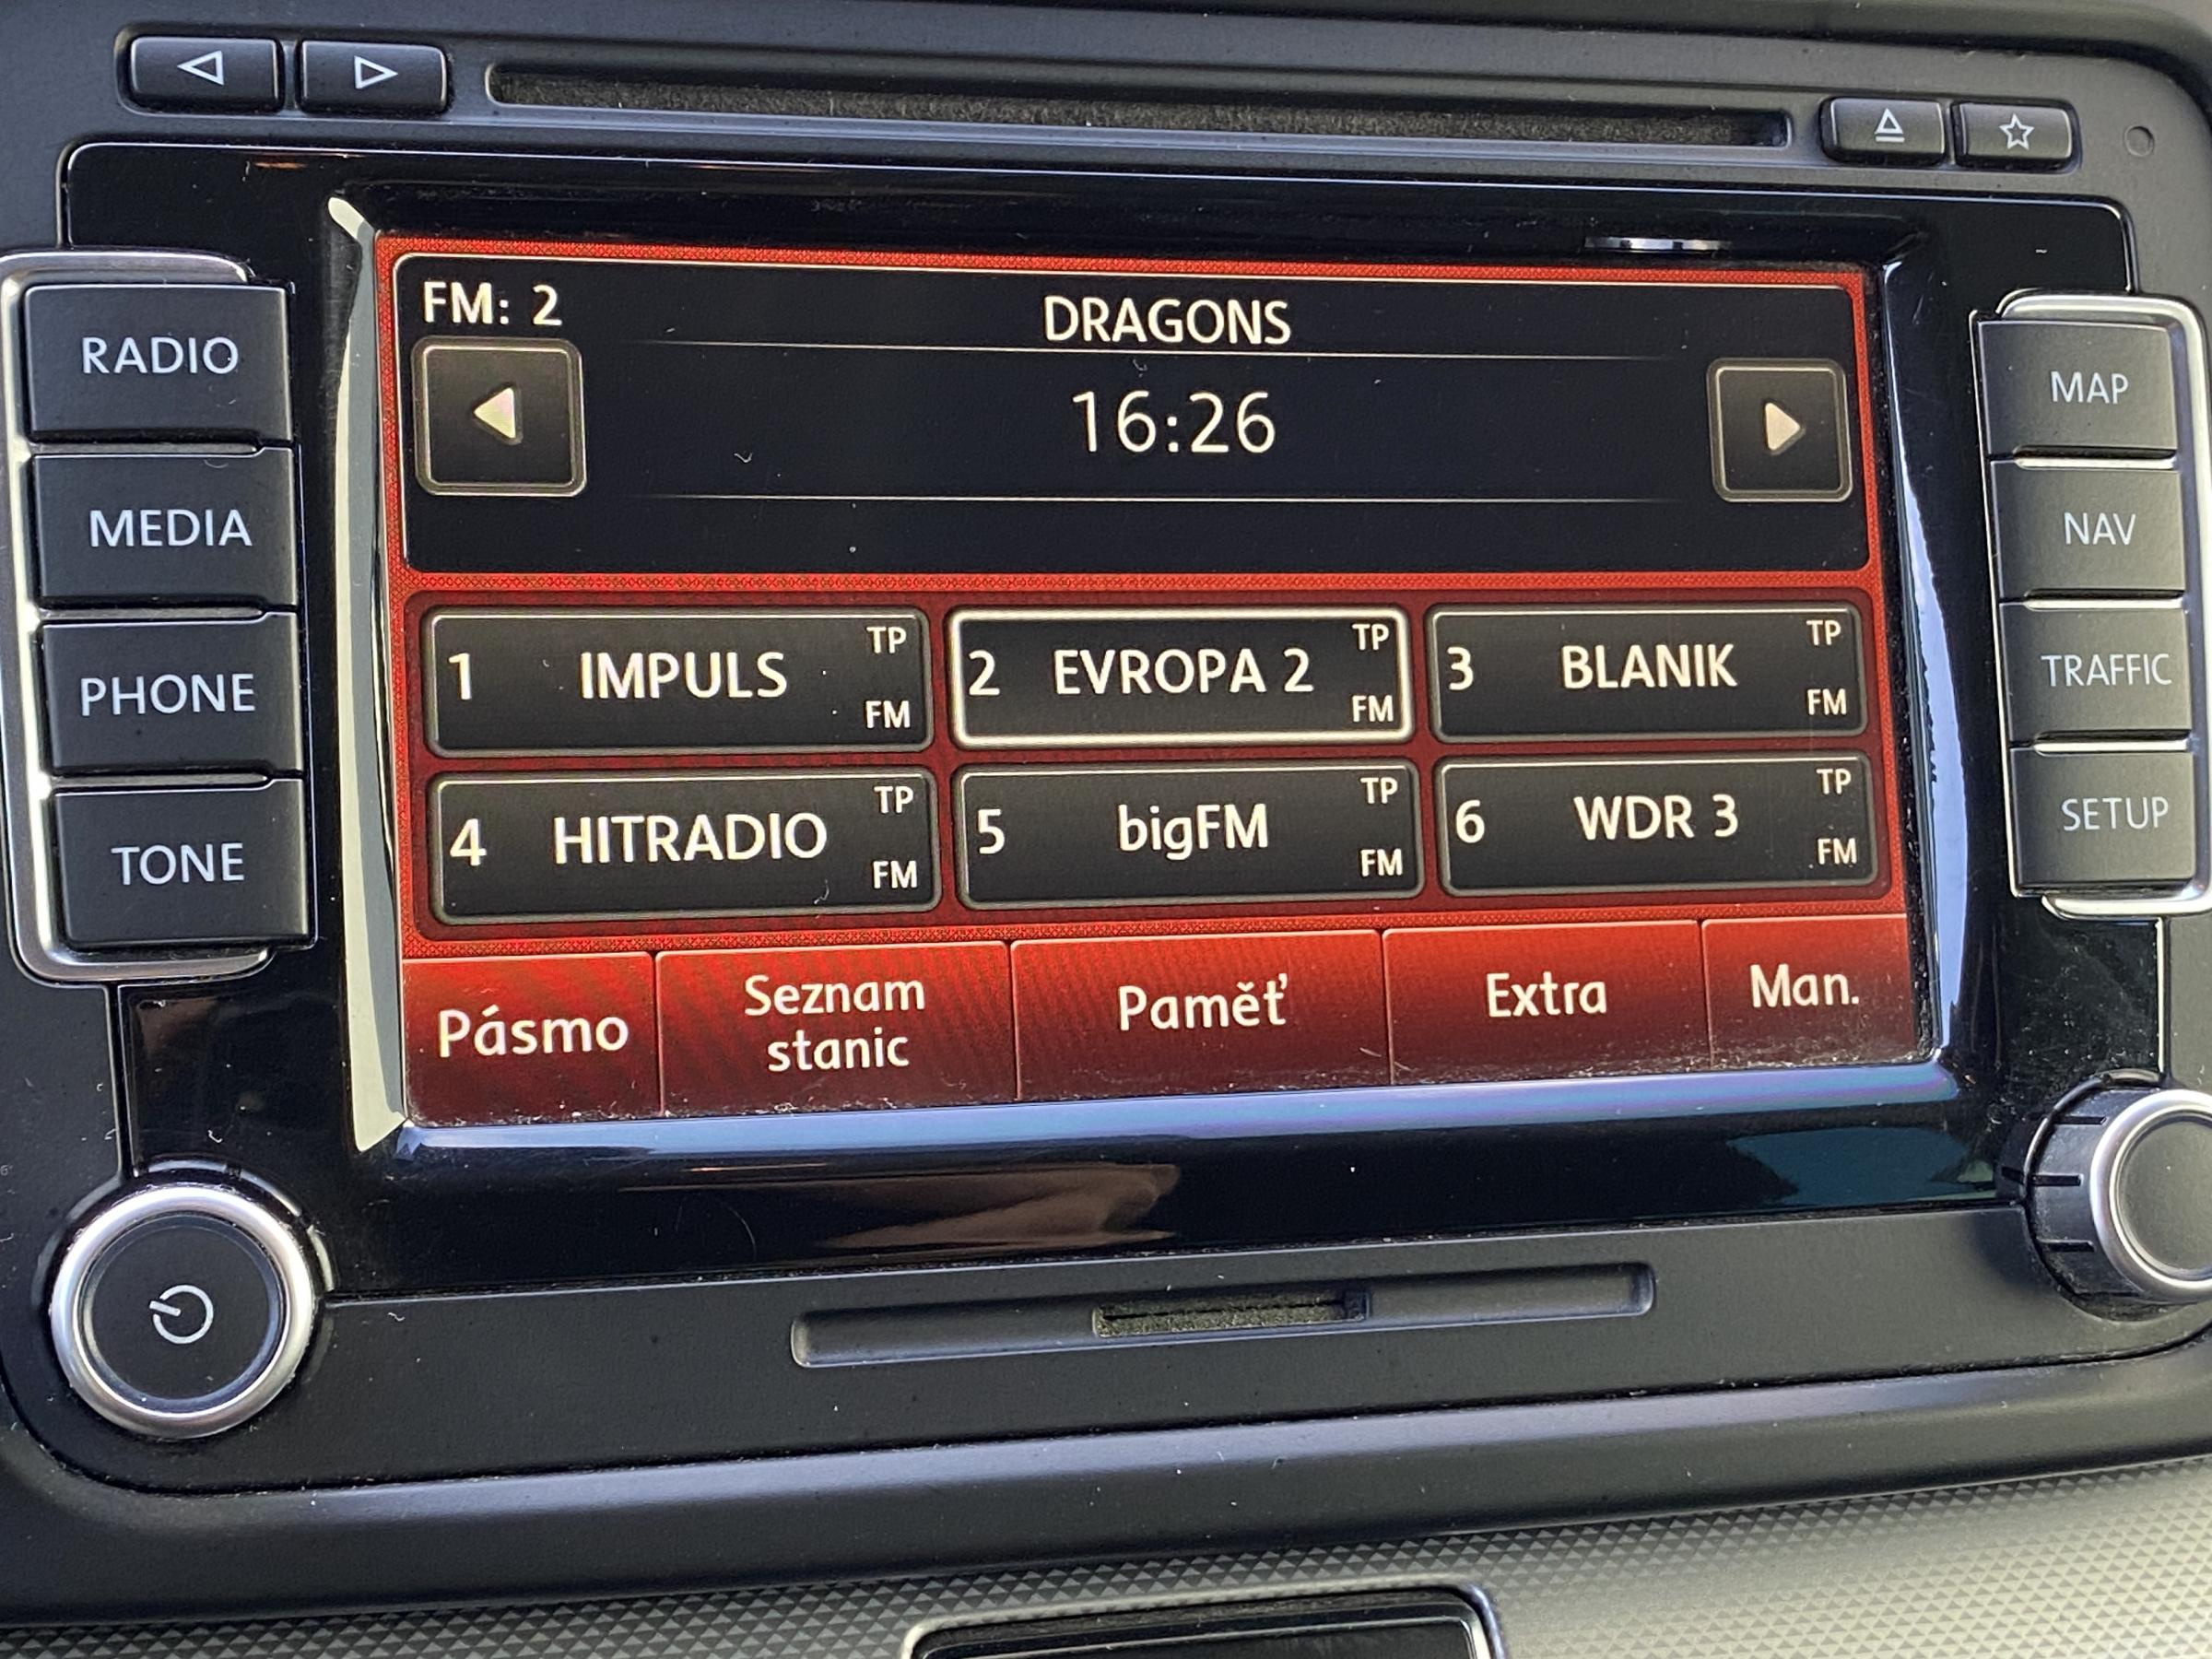 RADIO
MEDIA
PHONE
TONE
FM: 2
DRAGONS
16:26
1 IMPULS TP FM
2 EVROPA 2 TP FM
3 BLANIK TP FM
4 HITRADIO TP FM
5 bigFM TP FM
6 WDR 3 TP FM
Pásmo
Seznam
stanic
Paměť
Extra
Man.
MAP
NAV
TRAFFIC
SETUP